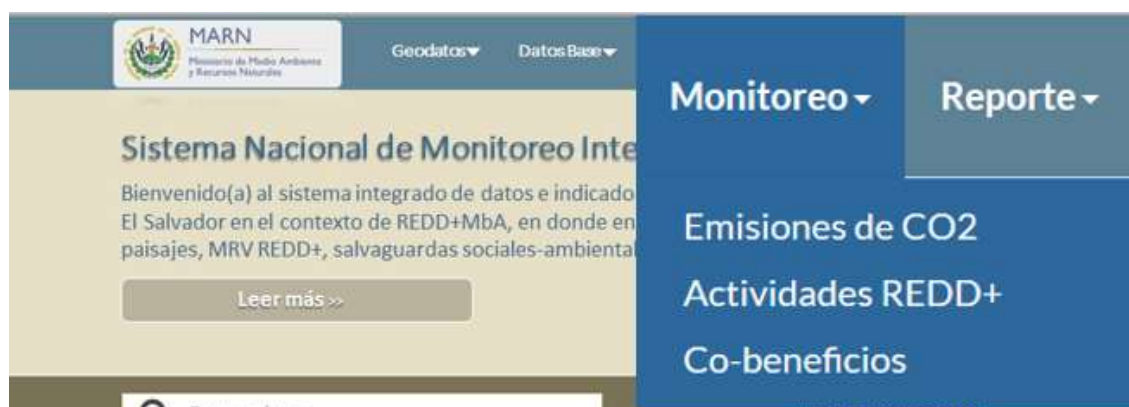 MARN
Ministerio de Medio Ambiente
y Recursos Naturales
Geodatos
Datos Base
Monitoreo
Reporte
Sistema Nacional de Monitoreo Inte
Bienvenido(a) al sistema integrado de datos e indicado
El Salvador en el contexto de REDD+MbA, en donde en
paisajes, MRV REDD+, salvaguardas sociales-ambiental
Leer más >>
Emisiones de CO2
Actividades REDD+
Co-beneficios